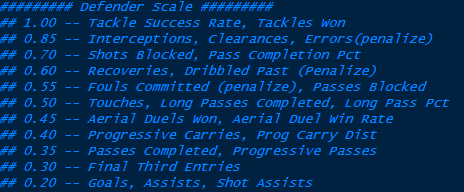 ######### Defender Scale #########
## 1.00 -- Tackle Success Rate, Tackles Won
## 0.85 -- Interceptions, Clearances, Errors(penalize)
## 0.70 -- Shots Blocked, Pass Completion Pct
## 0.60 -- Recoveries, Dribbled Past (Penalize)
## 0.55 -- Fouls Committed (penalize), Passes Blocked
## 0.50 -- Touches, Long Passes Completed, Long Pass Pct
## 0.45 -- Aerial Duels Won, Aerial Duel Win Rate
## 0.40 -- Progressive Carries, Prog Carry Dist
## 0.35 -- Passes Completed, Progressive Passes
## 0.30 -- Final Third Entries
## 0.20 -- Goals, Assists, Shot Assists